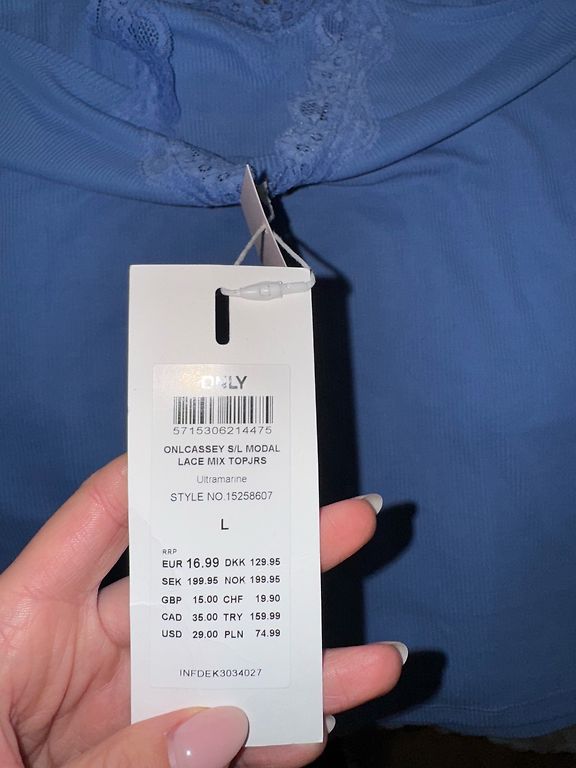 ONLY
5715306214475
ONLCASSEY S/L MODAL
LACE MIX TOPJRS
Ultramarine
STYLE NO.15258607
L
RRP
EUR 16.99 DKK 129.95
SEK 199.95 NOK 199.95
GBP 15.00 CHF 19.90
CAD 35.00 TRY 159.99
USD 29.00 PLN 74.99
INFDEK3034027